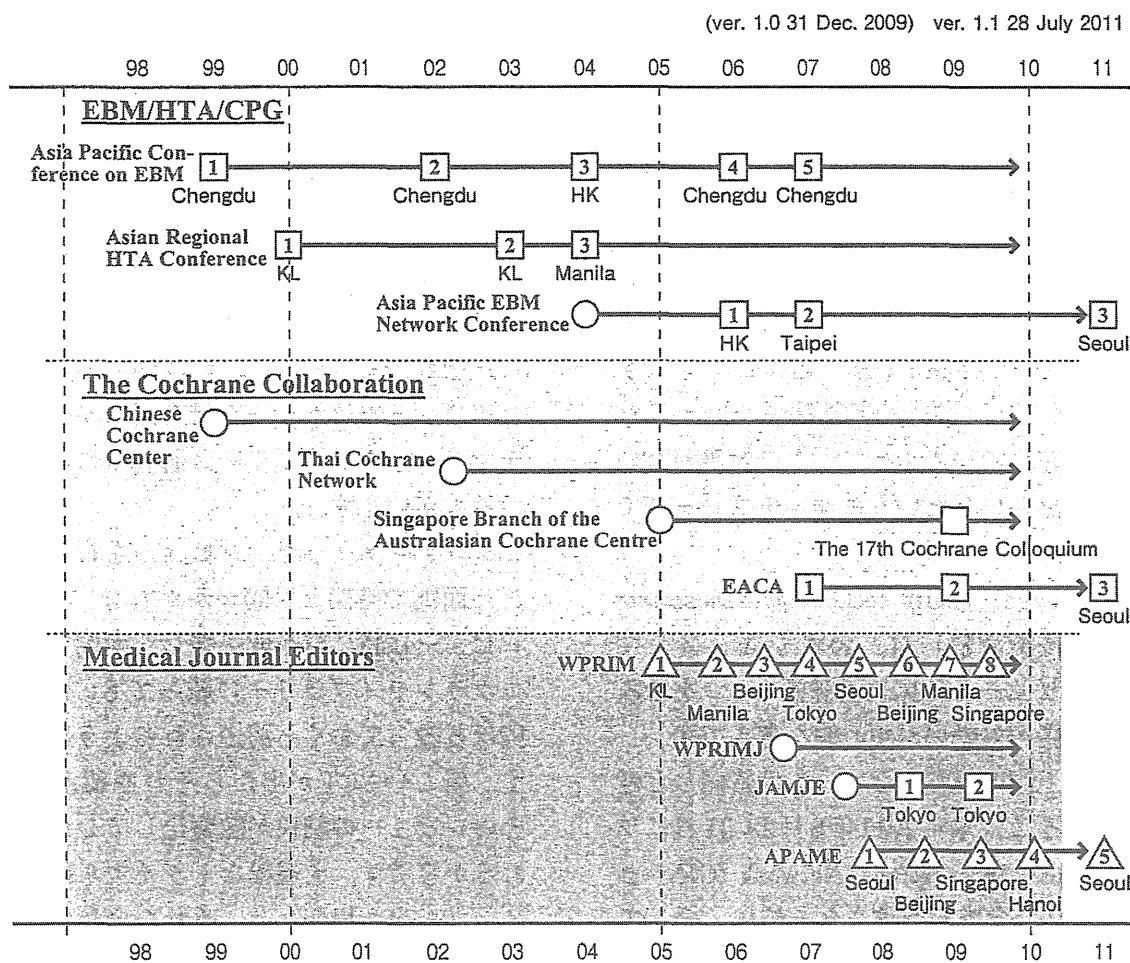 (ver. 1.0 31 Dec. 2009) ver. 1.1 28 July 2011
98 99 00 01 02 03 04 05 06 07 08 09 10 11
EBM/HTA/CPG
Asia Pacific Con-
ference on EBM
1 2 3 4 5
Chengdu Chengdu HK Chengdu Chengdu
Asian Regional
HTA Conference
1 2 3
KL KL Manila
Asia Pacific EBM
Network Conference
1 2 3
HK Taipei Seoul
The Cochrane Collaboration
Chinese
Cochrane
Center
Thai Cochrane
Network
Singapore Branch of the
Australasian Cochrane Centre
The 17th Cochrane Colloquium
EACA 1 2 3
Seoul
Medical Journal Editors
WPRIM 1 2 3 4 5 6 7 8
KL Beijing Seoul Manila
Manila Tokyo Beijing Singapore
WPRIMJ
JAMJE 1 2
Tokyo Tokyo
APAME 1 2 3 4 5
Seoul Singapore Seoul
Beijing Hanoi
98 99 00 01 02 03 04 05 06 07 08 09 10 11